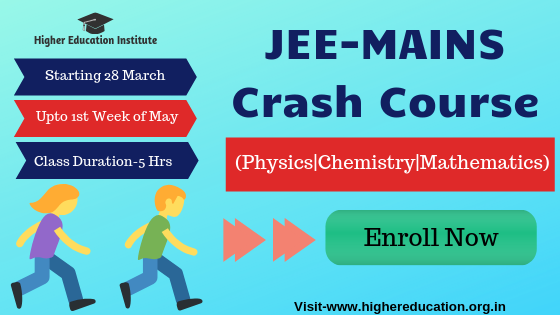 Higher Education Institute
Starting 28 March
Upto 1st Week of May
Class Duration-5 Hrs
JEE-MAINS
Crash Course
(Physics|Chemistry|Mathematics)
Enroll Now
Visit-www.highereducation.org.in